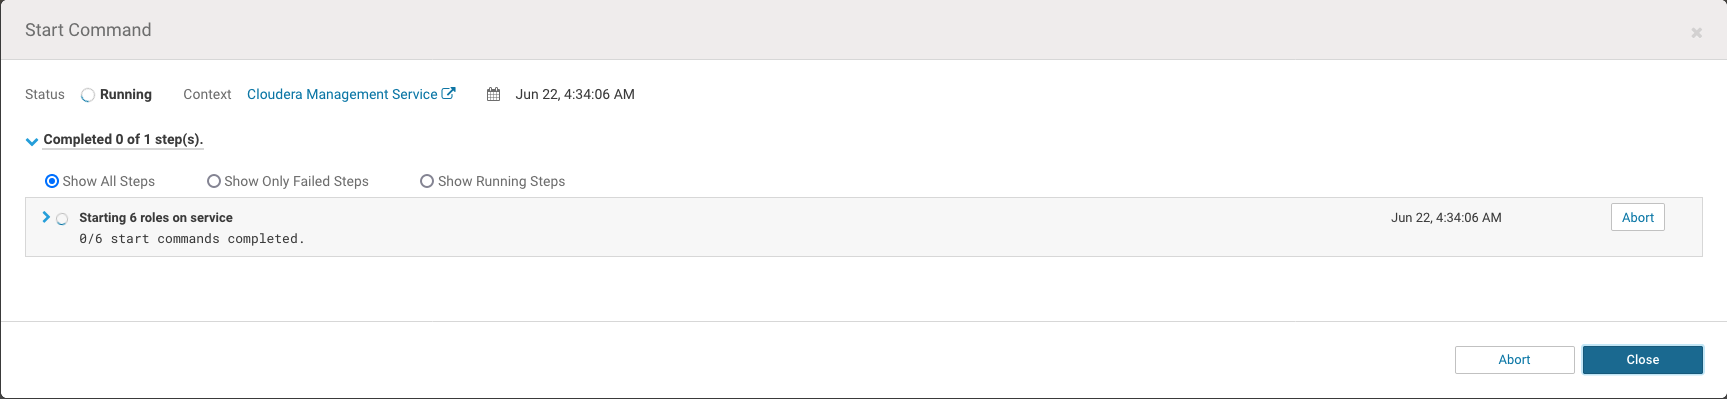 Start Command
Status Running Context Cloudera Management Service Jun 22, 4:34:06 AM
Completed 0 of 1 step(s).
Show All Steps Show Only Failed Steps Show Running Steps
Starting 6 roles on service Jun 22, 4:34:06 AM Abort
0/6 start commands completed.
Abort Close